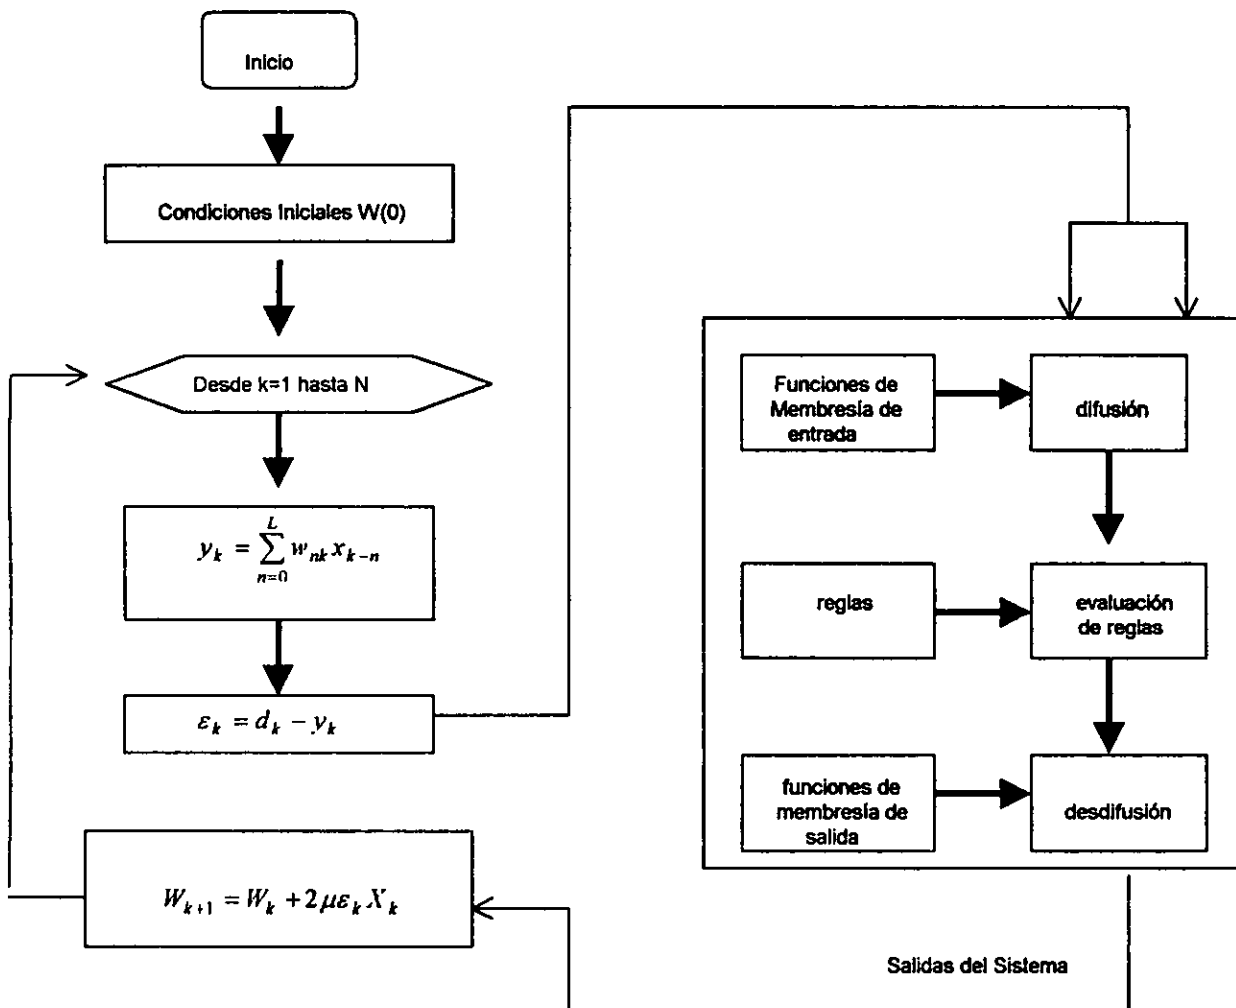 Inicio
Condiciones Iniciales W(0)
Desde k=1 hasta N
y_k = \sum_{n=0}^{L} w_{nk} x_{k-n}
ε_k = d_k - y_k
W_{k+1} = W_k + 2με_k X_k
Funciones de
Membresía de
entrada
difusión
reglas
evaluación
de reglas
funciones de
membresía de
salida
desdifusión
Salidas del Sistema